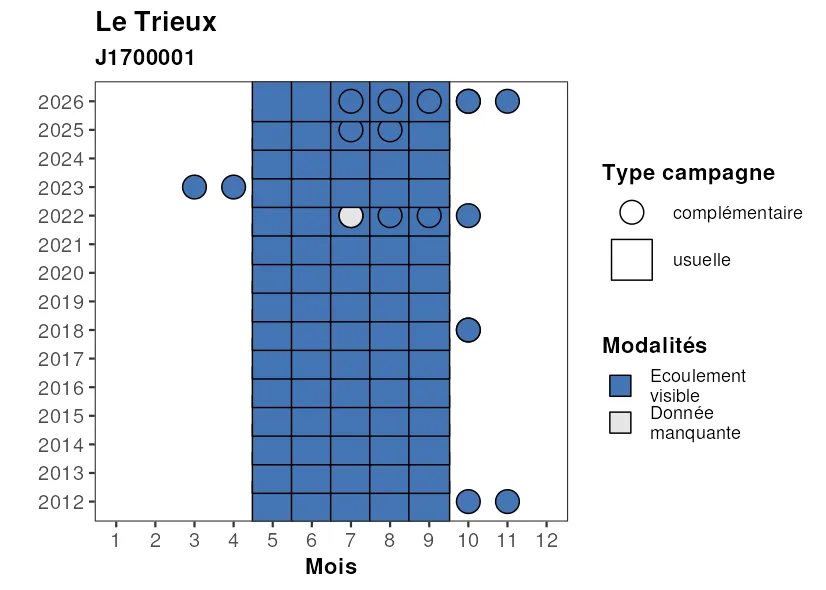 Le Trieux
J1700001
2026
2025
2024
2023
2022
2021
2020
2019
2018
2017
2016
2015
2014
2013
2012
1 2 3 4 5 6 7 8 9 10 11 12
Mois
Type campagne
complémentaire
usuelle
Modalités
Ecoulement
visible
Donnée
manquante